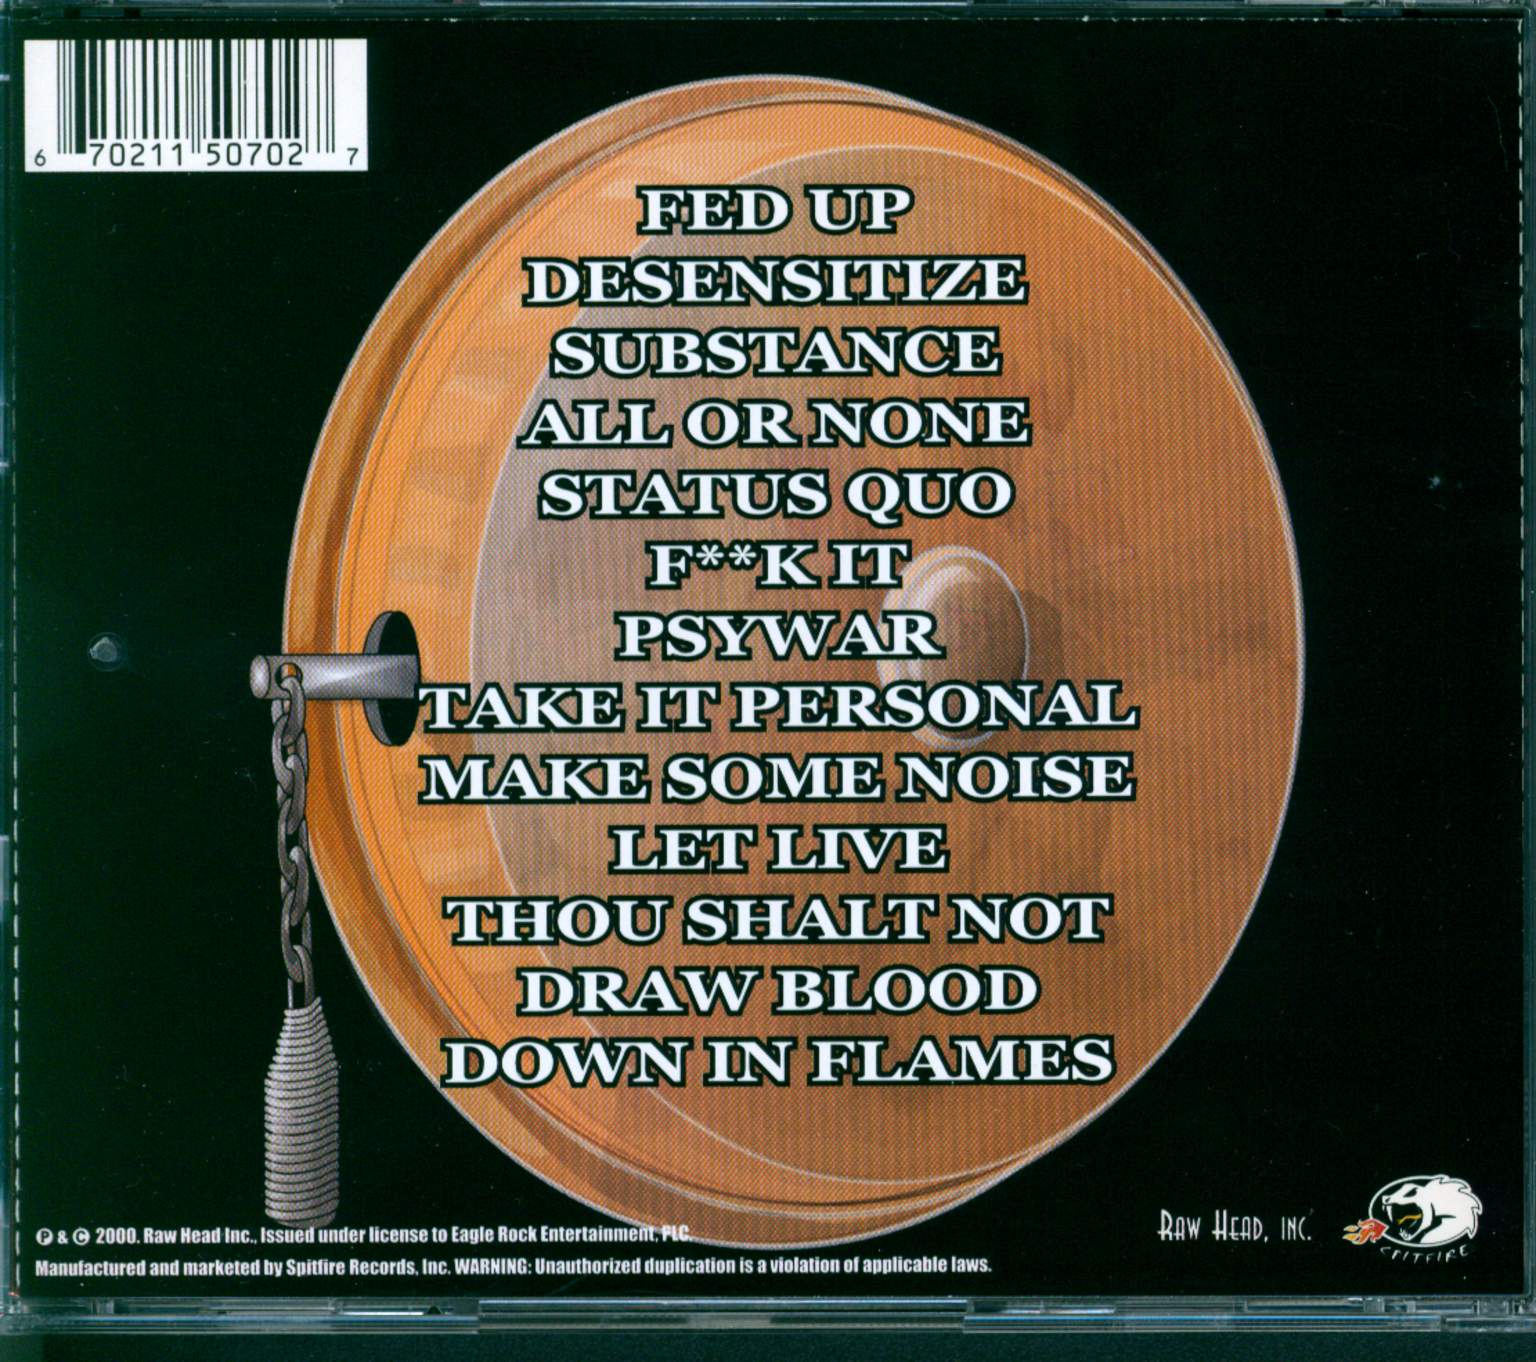 6 70211 50702 7
FED UP
DESENSITIZE
SUBSTANCE
ALL OR NONE
STATUS QUO
F**K IT
PSYWAR
TAKE IT PERSONAL
MAKE SOME NOISE
LET LIVE
THOU SHALT NOT
DRAW BLOOD
DOWN IN FLAMES
℗ & © 2000. Raw Head Inc., Issued under license to Eagle Rock Entertainment, PLC.
Manufactured and marketed by Spitfire Records, Inc. WARNING: Unauthorized duplication is a violation of applicable laws.
RAW HEAD, INC.
SPITFIRE